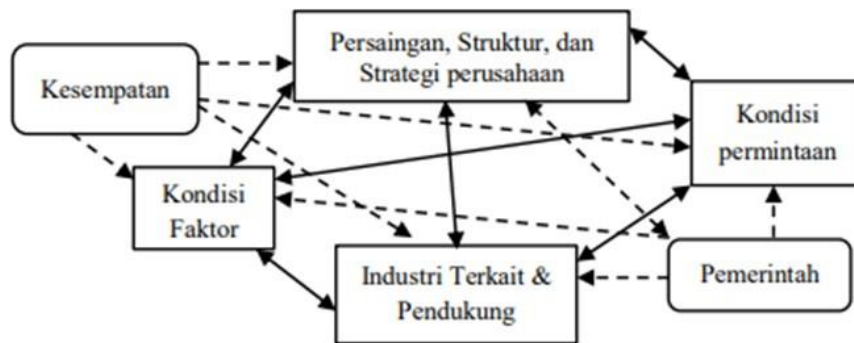 Persaingan, Struktur, dan
Strategi perusahaan
Kesempatan
Kondisi
permintaan
Kondisi
Faktor
Industri Terkait &
Pendukung
Pemerintah